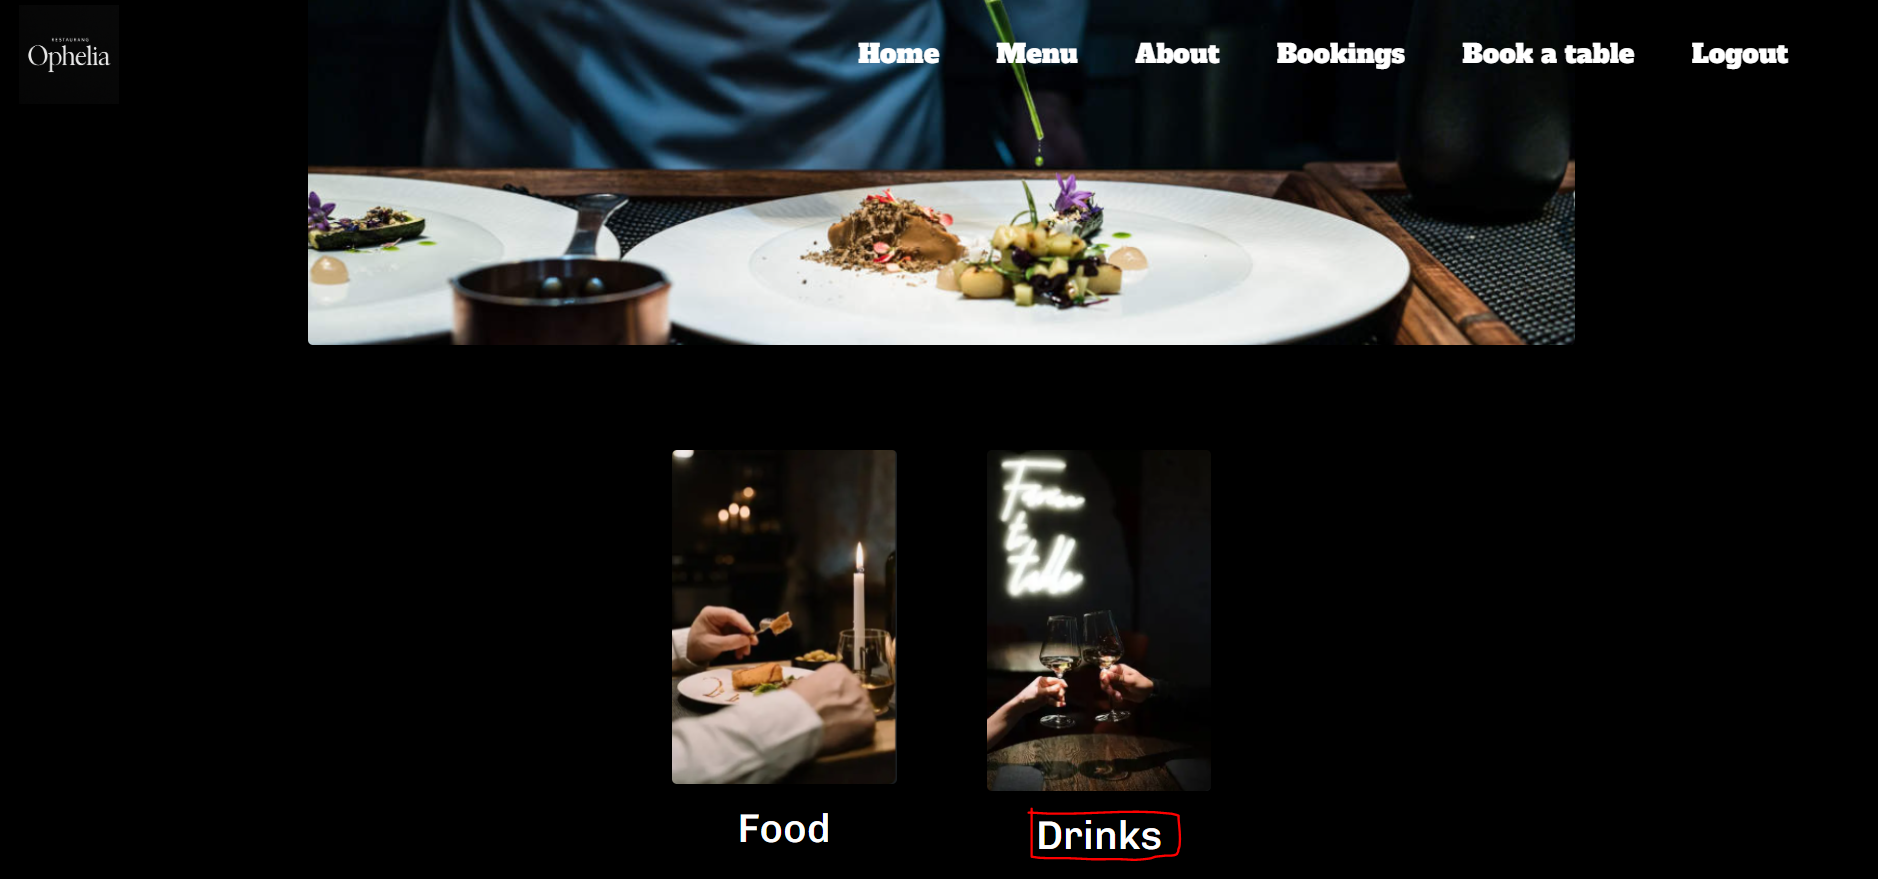 RESTAURANG
Ophelia
Home Menu About Bookings Book a table Logout
Farm
to
table
Food
Drinks